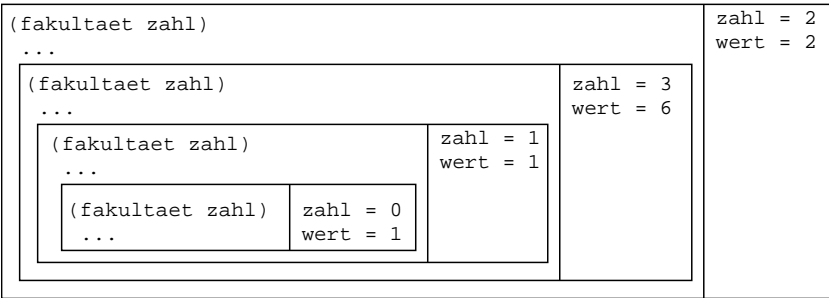 (fakultaet zahl)
...
zahl = 2
wert = 2
(fakultaet zahl)
...
zahl = 3
wert = 6
(fakultaet zahl)
...
zahl = 1
wert = 1
(fakultaet zahl)
...
zahl = 0
wert = 1